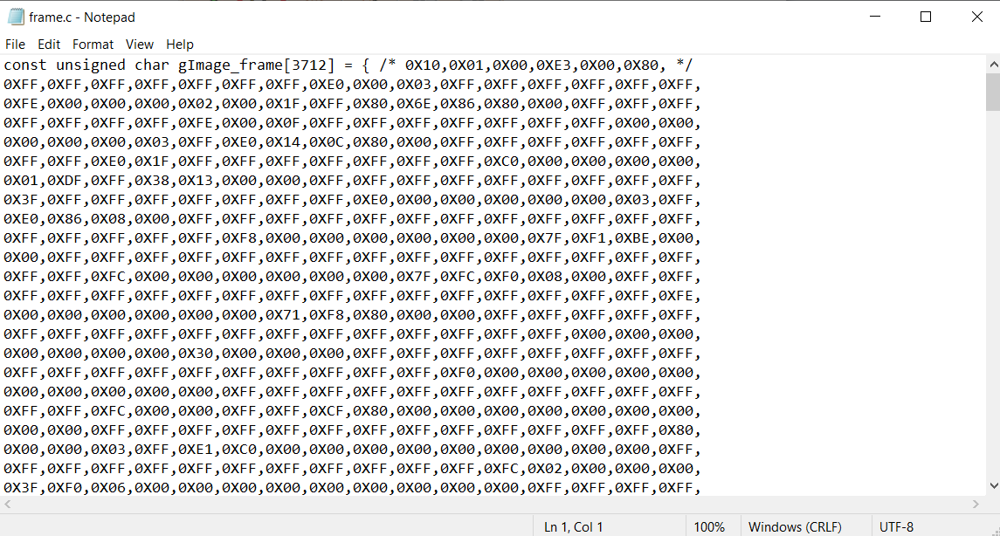 frame.c - Notepad
File Edit Format View Help
const unsigned char gImage_frame[3712] = { /* 0X10,0X01,0X00,0XE3,0X00,0X80, */
0XFF,0XFF,0XFF,0XFF,0XFF,0XFF,0XFF,0XE0,0X00,0X03,0XFF,0XFF,0XFF,0XFF,0XFF,0XFF,
0XFE,0X00,0X00,0X00,0X02,0X00,0X1F,0XFF,0X80,0X6E,0X86,0X80,0X00,0XFF,0XFF,0XFF,
0XFF,0XFF,0XFF,0XFF,0XFE,0X00,0X0F,0XFF,0XFF,0XFF,0XFF,0XFF,0XFF,0XFF,0X00,0X00,
0X00,0X00,0X00,0X03,0XFF,0XE0,0X14,0X0C,0X80,0X00,0XFF,0XFF,0XFF,0XFF,0XFF,0XFF,
0XFF,0XFF,0XE0,0X1F,0XFF,0XFF,0XFF,0XFF,0XFF,0XFF,0XFF,0XC0,0X00,0X00,0X00,0X00,
0X01,0XDF,0XFF,0X38,0X13,0X00,0X00,0XFF,0XFF,0XFF,0XFF,0XFF,0XFF,0XFF,0XFF,0XFF,
0X3F,0XFF,0XFF,0XFF,0XFF,0XFF,0XFF,0XFF,0XE0,0X00,0X00,0X00,0X00,0X00,0X03,0XFF,
0XE0,0X86,0X08,0X00,0XFF,0XFF,0XFF,0XFF,0XFF,0XFF,0XFF,0XFF,0XFF,0XFF,0XFF,0XFF,
0XFF,0XFF,0XFF,0XFF,0XFF,0XF8,0X00,0X00,0X00,0X00,0X00,0X00,0X7F,0XF1,0XBE,0X00,
0X00,0XFF,0XFF,0XFF,0XFF,0XFF,0XFF,0XFF,0XFF,0XFF,0XFF,0XFF,0XFF,0XFF,0XFF,0XFF,
0XFF,0XFF,0XFC,0X00,0X00,0X00,0X00,0X00,0X00,0X7F,0XFC,0XF0,0X08,0X00,0XFF,0XFF,
0XFF,0XFF,0XFF,0XFF,0XFF,0XFF,0XFF,0XFF,0XFF,0XFF,0XFF,0XFF,0XFF,0XFF,0XFF,0XFE,
0X00,0X00,0X00,0X00,0X00,0X00,0X71,0XF8,0X80,0X00,0X00,0XFF,0XFF,0XFF,0XFF,0XFF,
0XFF,0XFF,0XFF,0XFF,0XFF,0XFF,0XFF,0XFF,0XFF,0XFF,0XFF,0XFF,0XFF,0X00,0X00,0X00,
0X00,0X00,0X00,0X00,0X30,0X00,0X00,0X00,0XFF,0XFF,0XFF,0XFF,0XFF,0XFF,0XFF,0XFF,
0XFF,0XFF,0XFF,0XFF,0XFF,0XFF,0XFF,0XFF,0XFF,0XFF,0XF0,0X00,0X00,0X00,0X00,0X00,
0X00,0X00,0X00,0X00,0X00,0XFF,0XFF,0XFF,0XFF,0XFF,0XFF,0XFF,0XFF,0XFF,0XFF,0XFF,
0XFF,0XFF,0XFC,0X00,0X00,0XFF,0XFF,0XCF,0X80,0X00,0X00,0X00,0X00,0X00,0X00,0X00,
0X00,0X00,0XFF,0XFF,0XFF,0XFF,0XFF,0XFF,0XFF,0XFF,0XFF,0XFF,0XFF,0XFF,0XFF,0X80,
0X00,0X00,0X03,0XFF,0XE1,0XC0,0X00,0X00,0X00,0X00,0X00,0X00,0X00,0X00,0X00,0XFF,
0XFF,0XFF,0XFF,0XFF,0XFF,0XFF,0XFF,0XFF,0XFF,0XFF,0XFF,0XFC,0X02,0X00,0X00,0X00,
0X3F,0XF0,0X06,0X00,0X00,0X00,0X00,0X00,0X00,0X00,0X00,0X00,0XFF,0XFF,0XFF,0XFF,
Ln 1, Col 1 100% Windows (CRLF) UTF-8